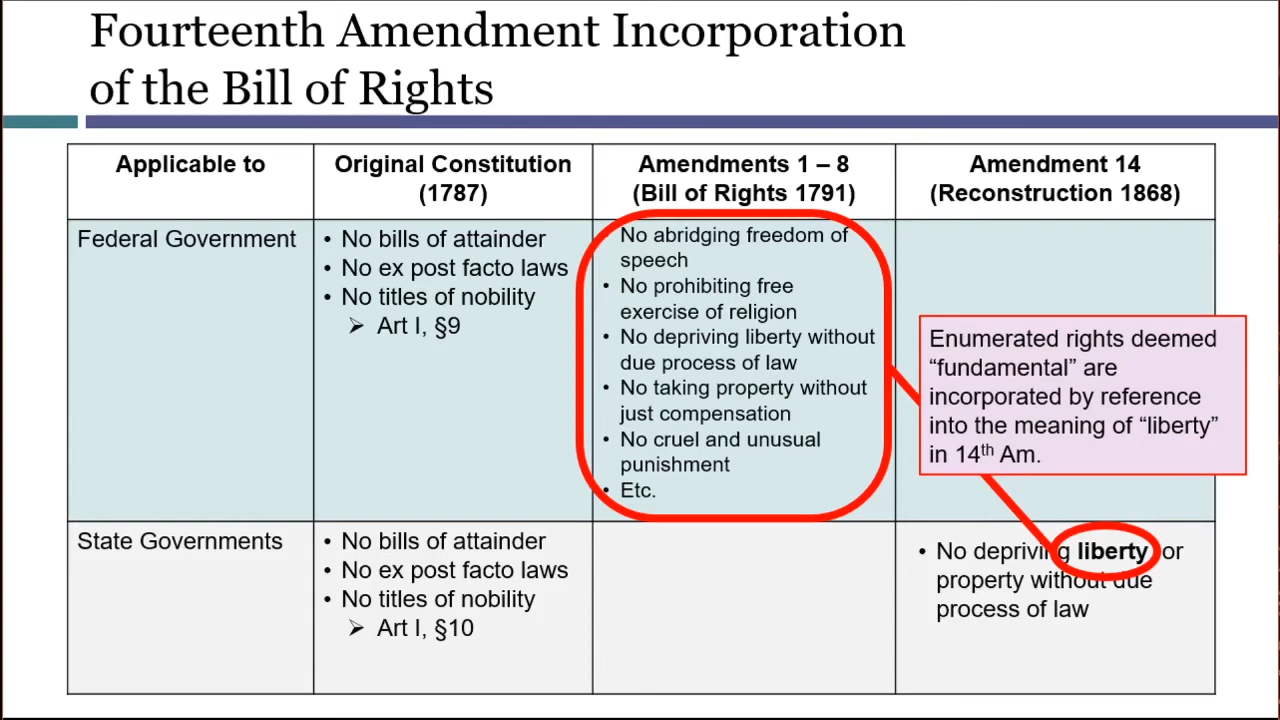 Fourteenth Amendment Incorporation
of the Bill of Rights
Applicable to
Original Constitution
(1787)
Amendments 1 – 8
(Bill of Rights 1791)
Amendment 14
(Reconstruction 1868)
Federal Government
• No bills of attainder
• No ex post facto laws
• No titles of nobility
➢ Art I, §9
No abridging freedom of
speech
• No prohibiting free
exercise of religion
• No depriving liberty without
due process of law
• No taking property without
just compensation
• No cruel and unusual
punishment
• Etc.
Enumerated rights deemed
“fundamental” are
incorporated by reference
into the meaning of “liberty”
in 14th Am.
State Governments
• No bills of attainder
• No ex post facto laws
• No titles of nobility
➢ Art I, §10
• No depriving liberty or
property without due
process of law